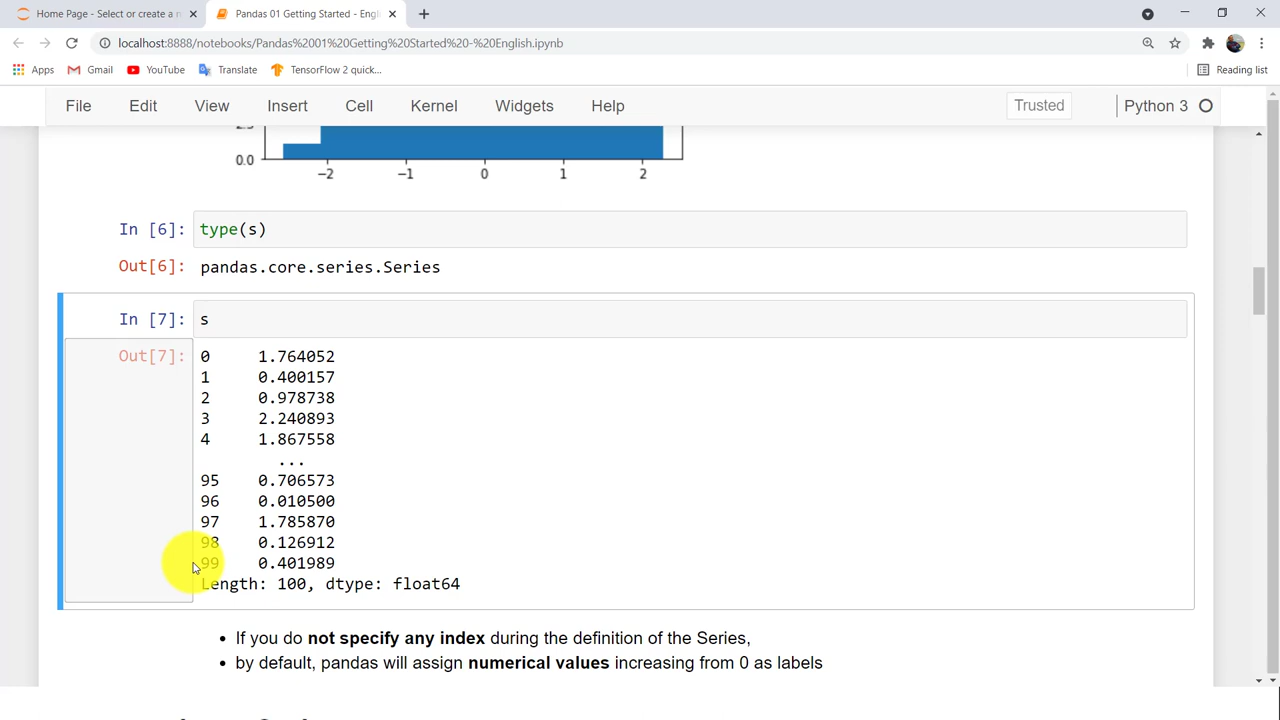 Home Page - Select or create a n
Pandas 01 Getting Started - Engl
localhost:8888/notebooks/Pandas%2001%20Getting%20Started%20-%20English.ipynb
Apps Gmail YouTube Translate TensorFlow 2 quick... Reading list
File Edit View Insert Cell Kernel Widgets Help Trusted Python 3
0.0
−2 −1 0 1 2
In [6]: type(s)
Out[6]: pandas.core.series.Series
In [7]: s
Out[7]: 0 1.764052
1 0.400157
2 0.978738
3 2.240893
4 1.867558
...
95 0.706573
96 0.010500
97 1.785870
98 0.126912
99 0.401989
Length: 100, dtype: float64
• If you do not specify any index during the definition of the Series,
• by default, pandas will assign numerical values increasing from 0 as labels